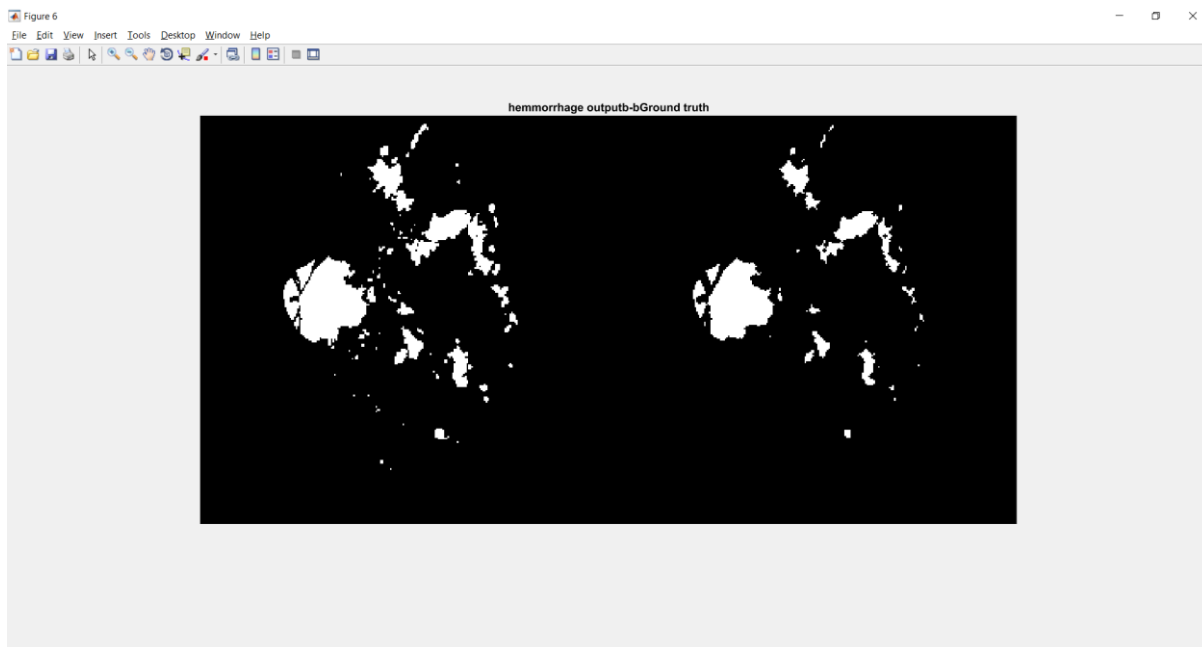 Figure 6
File Edit View Insert Tools Desktop Window Help
hemmorrhage outputb-bGround truth